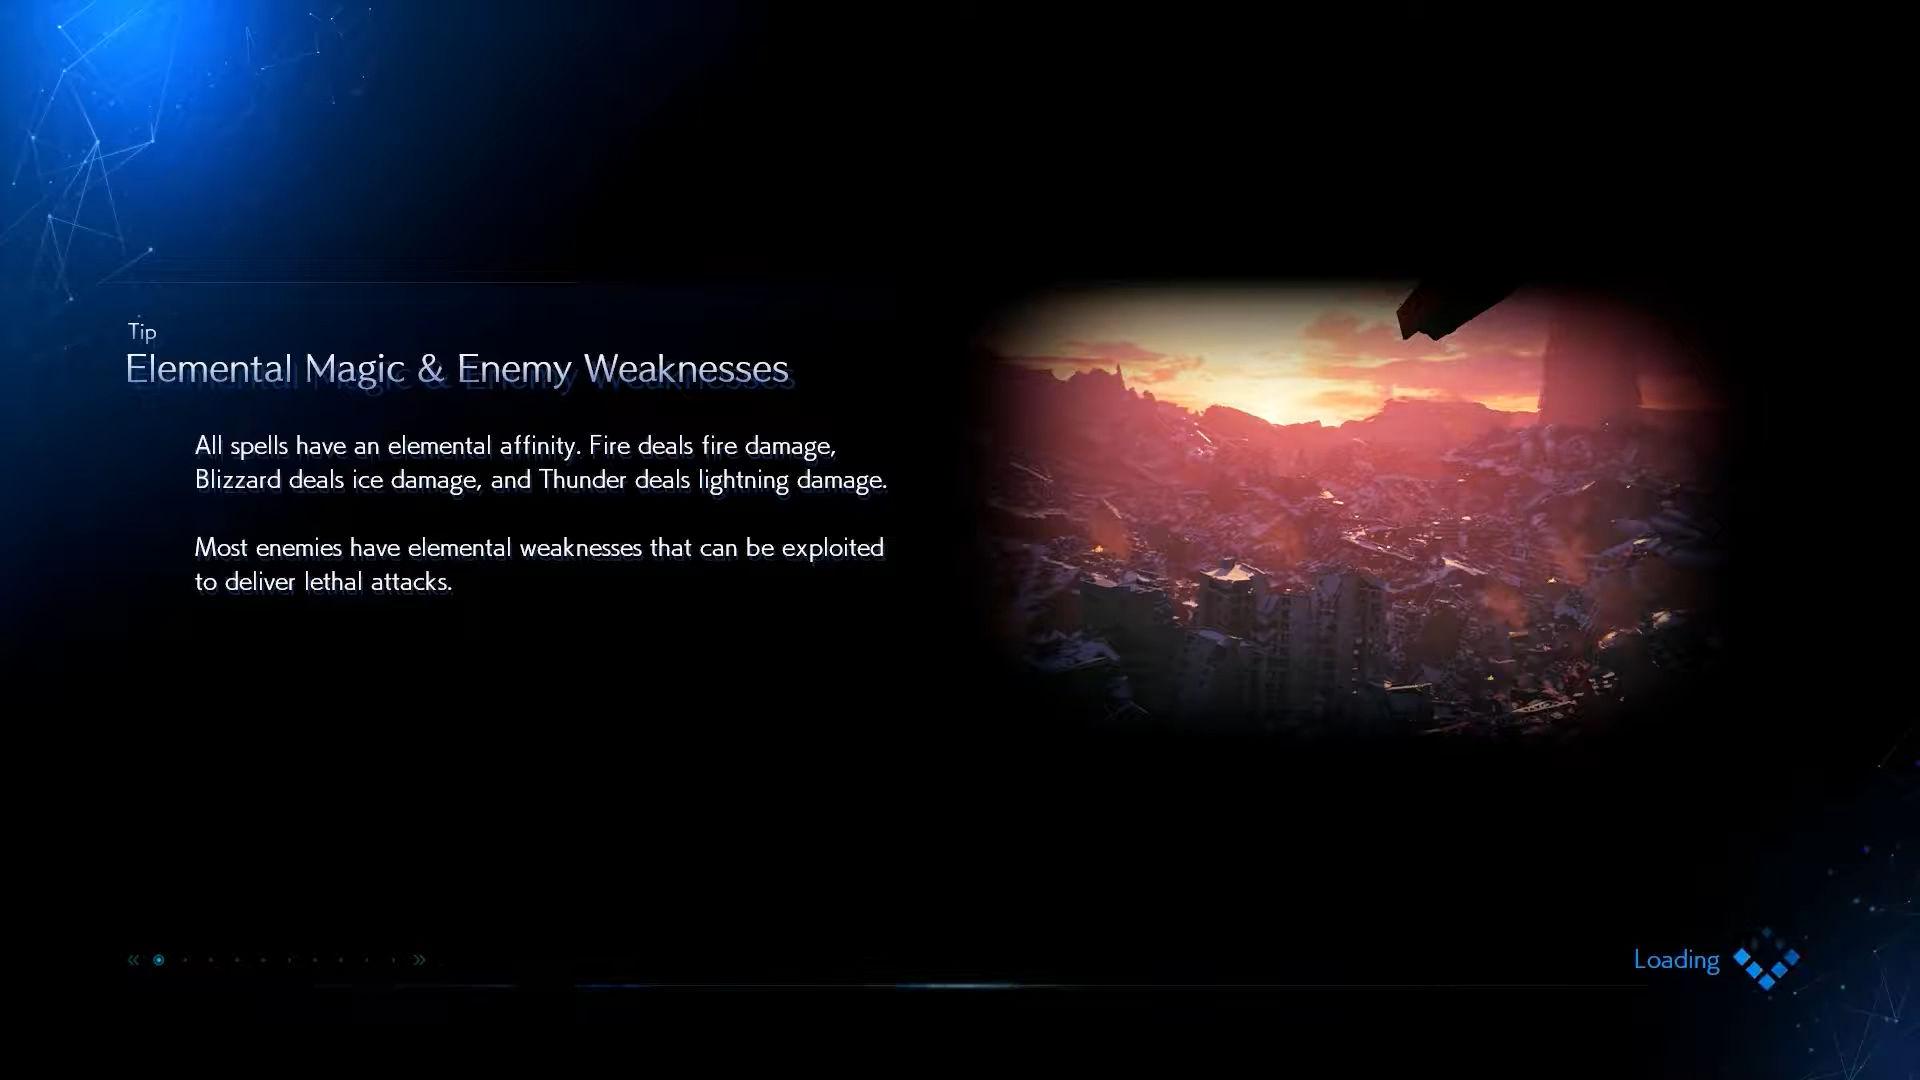 Tip
Elemental Magic & Enemy Weaknesses
All spells have an elemental affinity. Fire deals fire damage,
Blizzard deals ice damage, and Thunder deals lightning damage.
Most enemies have elemental weaknesses that can be exploited
to deliver lethal attacks.
Loading